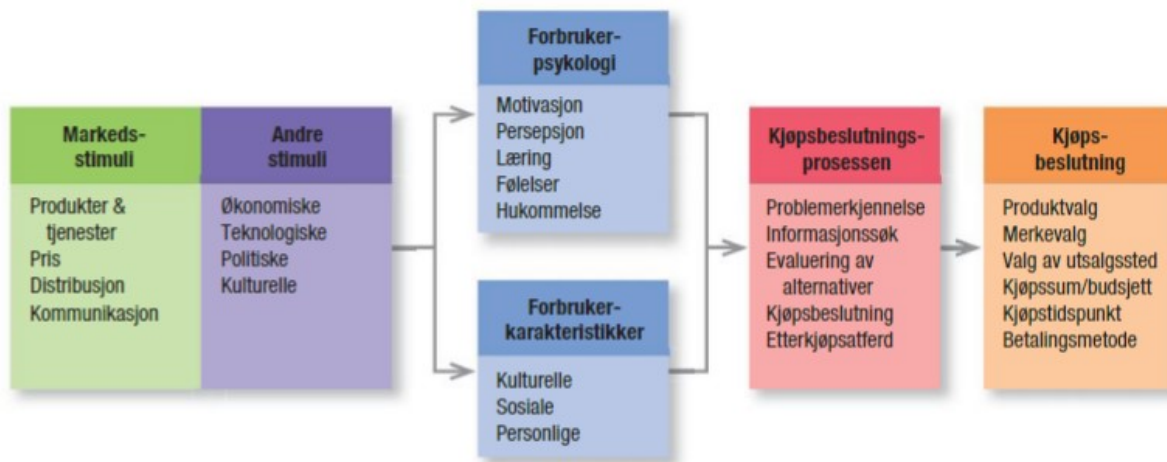 Markeds-
stimuli
Produkter &
tjenester
Pris
Distribusjon
Kommunikasjon
Andre
stimuli
Økonomiske
Teknologiske
Politiske
Kulturelle
Forbruker-
psykologi
Motivasjon
Persepsjon
Læring
Følelser
Hukommelse
Forbruker-
karakteristikker
Kulturelle
Sosiale
Personlige
Kjøpsbeslutnings-
prosessen
Problemerkjennelse
Informasjonssøk
Evaluering av
alternativer
Kjøpsbeslutning
Etterkjøpsatferd
Kjøps-
beslutning
Produktvalg
Merkevalg
Valg av utsalgssted
Kjøpssum/budsjett
Kjøpstidspunkt
Betalingsmetode